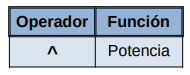 Operador Función
^ Potencia